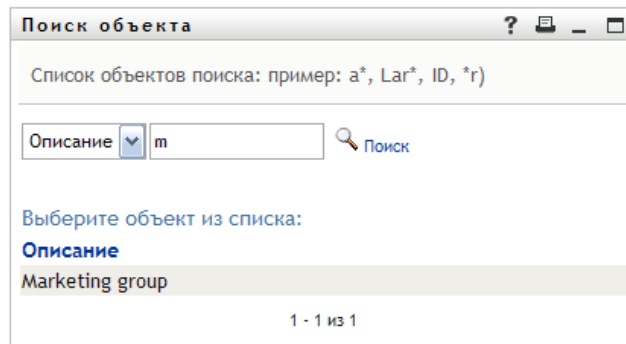 Поиск объекта ?
Список объектов поиска: пример: a*, Lar*, ID, *r)
Описание m Поиск
Выберите объект из списка:
Описание
Marketing group
1 - 1 из 1